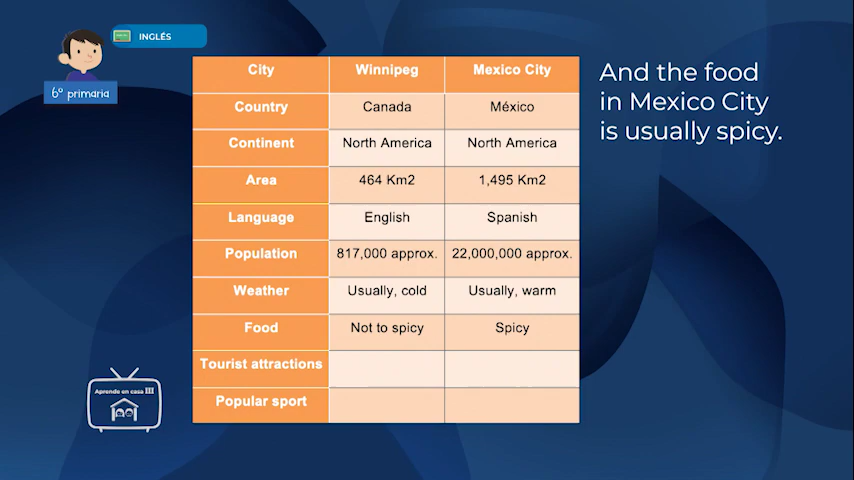 INGLÉS
6º primaria
City Winnipeg Mexico City
Country Canada México
Continent North America North America
Area 464 Km2 1,495 Km2
Language English Spanish
Population 817,000 approx. 22,000,000 approx.
Weather Usually, cold Usually, warm
Food Not to spicy Spicy
Tourist attractions
Popular sport
And the food
in Mexico City
is usually spicy.
Aprende en casa III